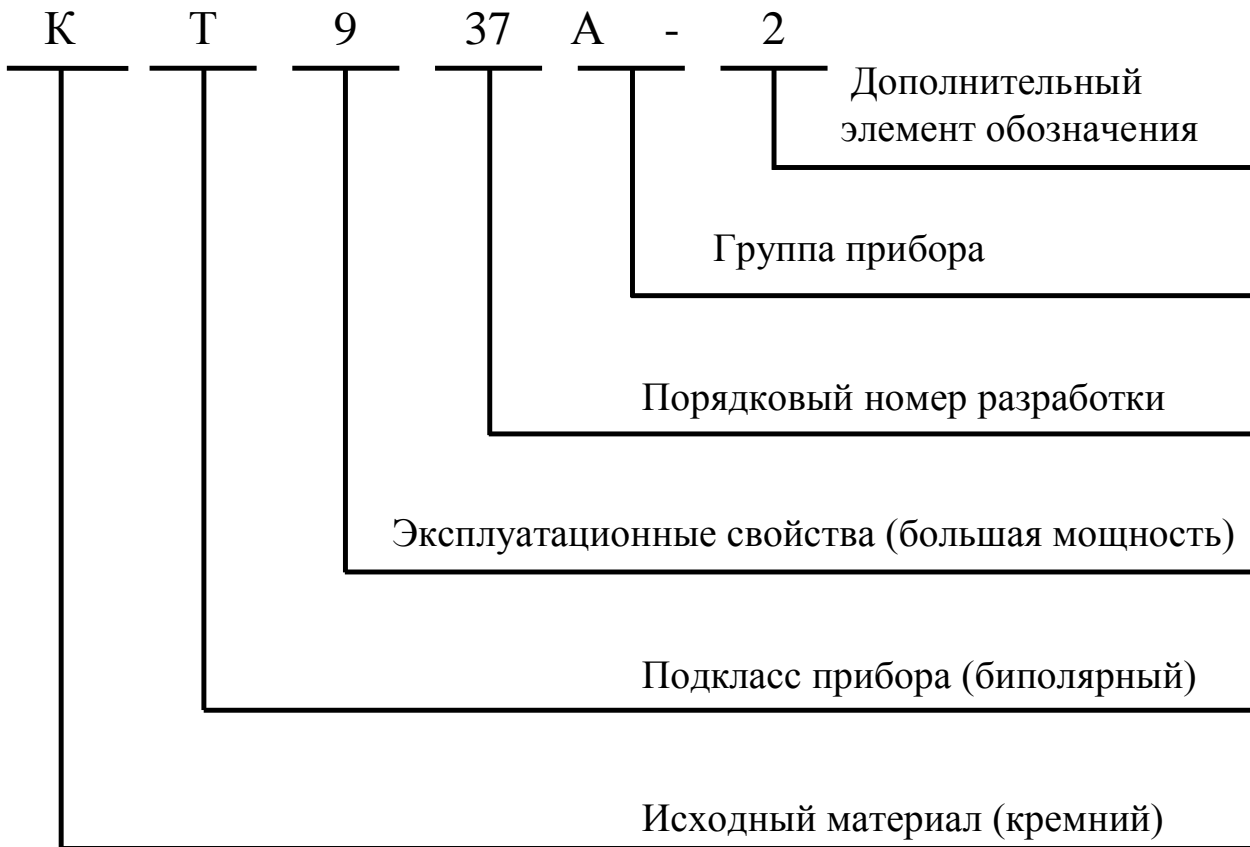 К Т 9 37 А - 2
Дополнительный
элемент обозначения
Группа прибора
Порядковый номер разработки
Эксплуатационные свойства (большая мощность)
Подкласс прибора (биполярный)
Исходный материал (кремний)